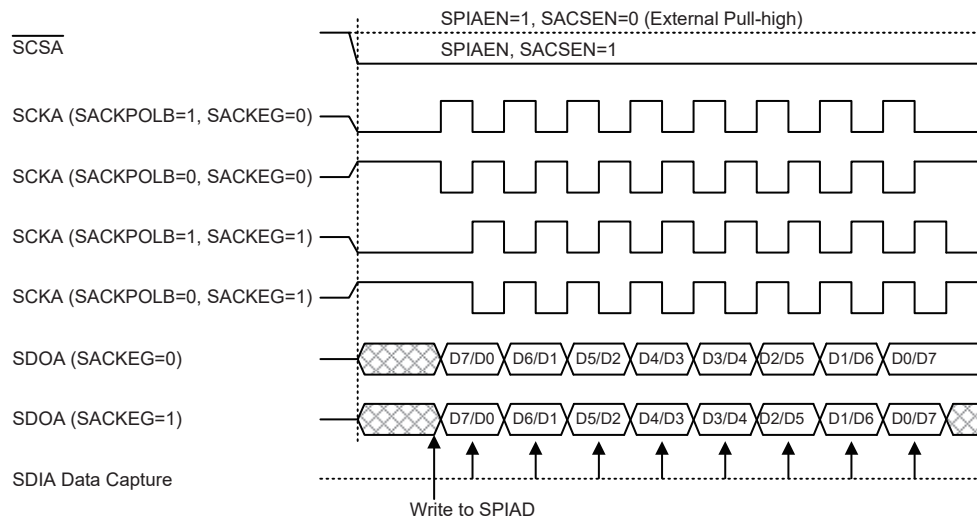 SPIAEN=1, SACSEN=0 (External Pull-high)
SCSA
SPIAEN, SACSEN=1
SCKA (SACKPOLB=1, SACKEG=0)
SCKA (SACKPOLB=0, SACKEG=0)
SCKA (SACKPOLB=1, SACKEG=1)
SCKA (SACKPOLB=0, SACKEG=1)
SDOA (SACKEG=0) D7/D0 D6/D1 D5/D2 D4/D3 D3/D4 D2/D5 D1/D6 D0/D7
SDOA (SACKEG=1) D7/D0 D6/D1 D5/D2 D4/D3 D3/D4 D2/D5 D1/D6 D0/D7
SDIA Data Capture
Write to SPIAD